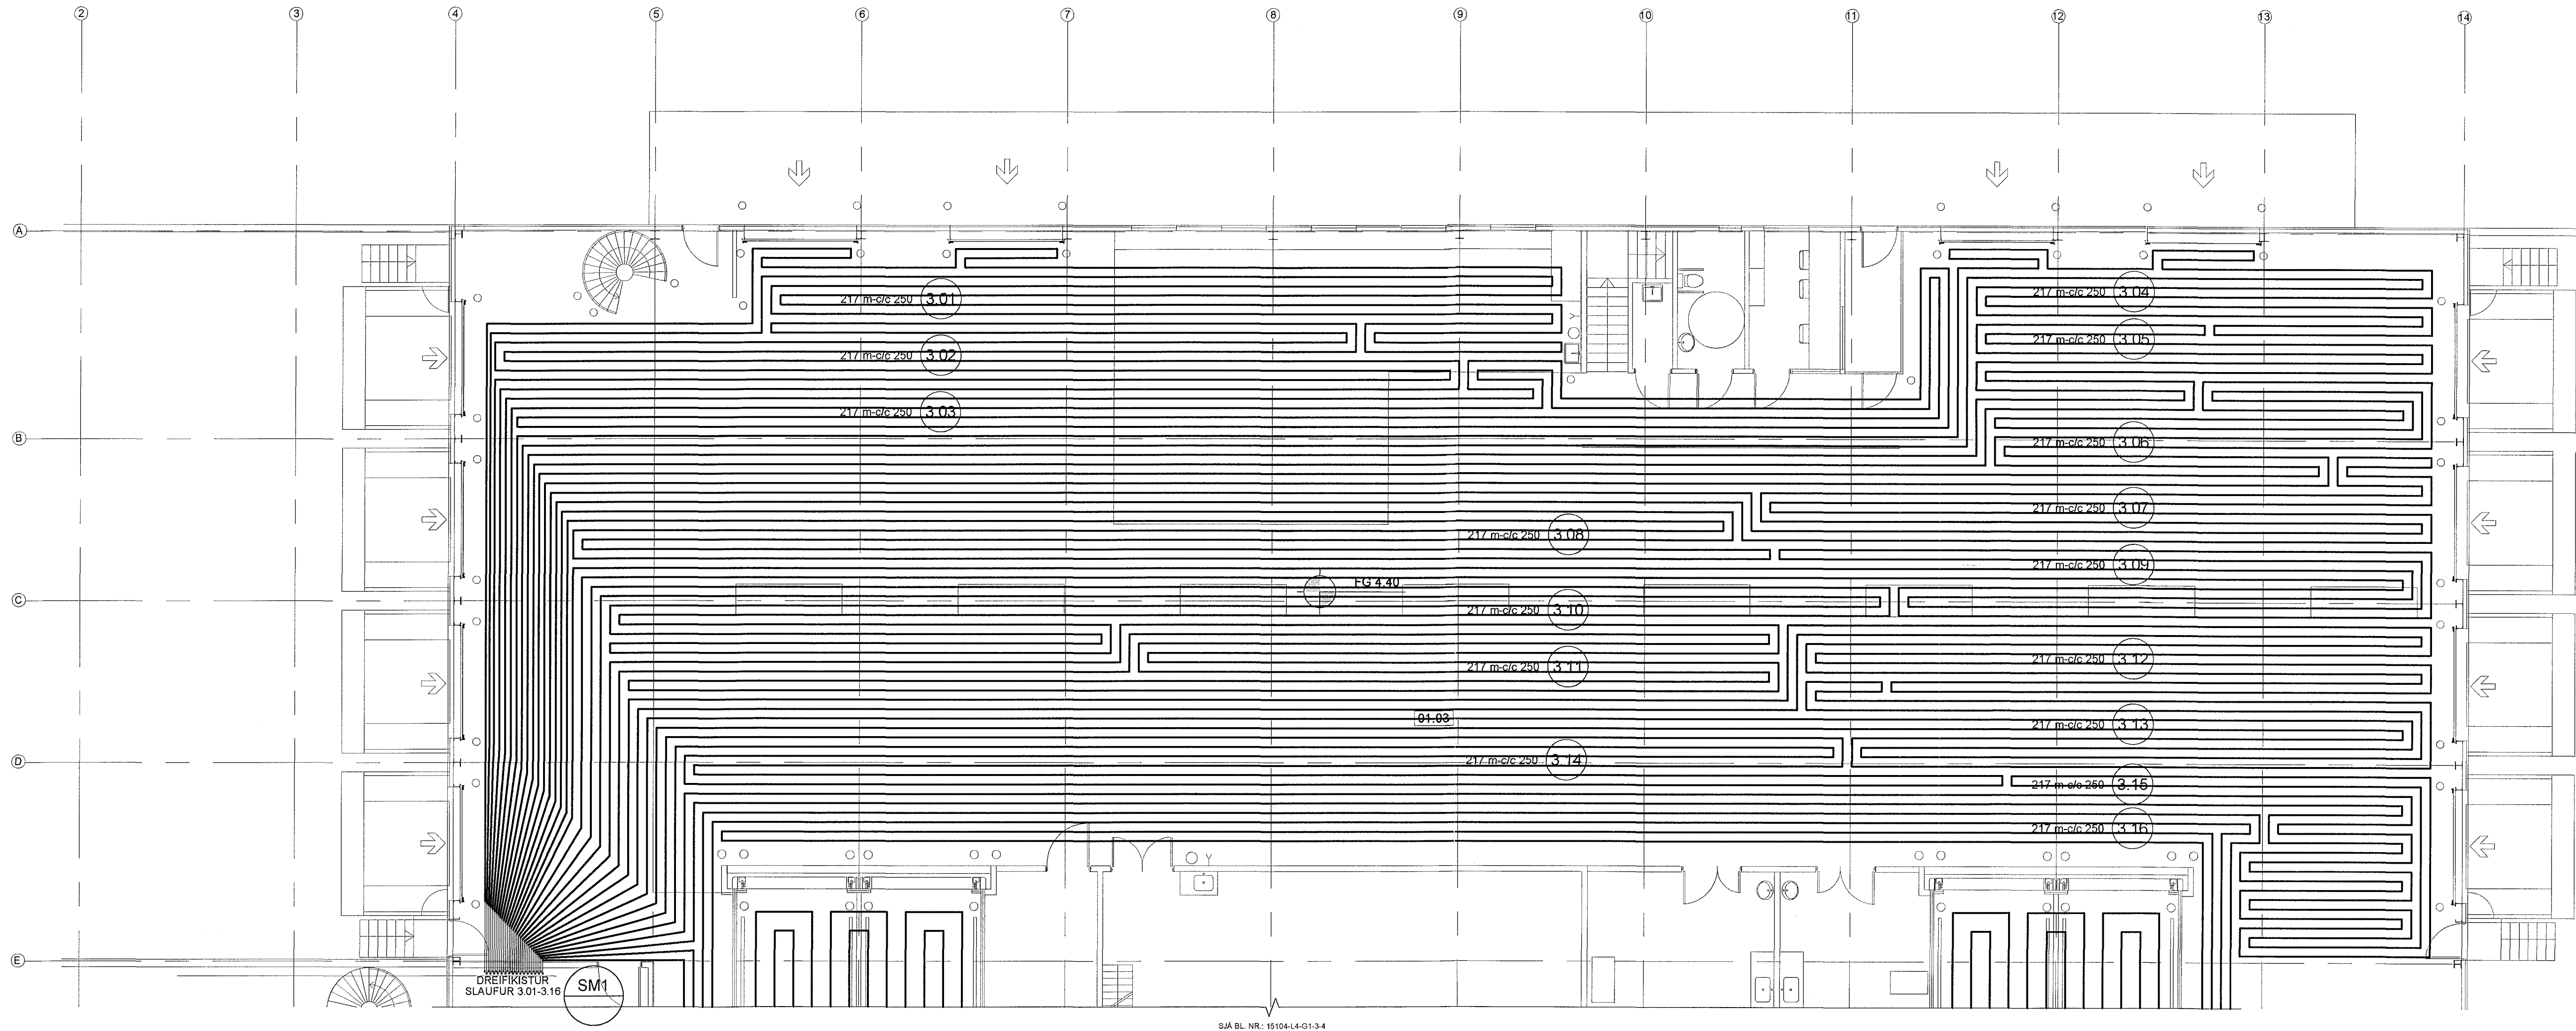 2 3 4 5 6 7 8 9 10 11 12 13 14
A
217 m-c/c 250 3.01
217 m-c/c 250 3.04
217 m-c/c 250 3.05
217 m-c/c 250 3.02
Y
217 m-c/c 250 3.03
B
217 m-c/c 250 3.06
217 m-c/c 250 3.07
217 m-c/c 250 3.08
217 m-c/c 250 3.09
FG 4.40
C
217 m-c/c 250 3.10
217 m-c/c 250 3.11
217 m-c/c 250 3.12
01.03
217 m-c/c 250 3.13
D
217 m-c/c 250 3.14
217 m-c/c 250 3.15
217 m-c/c 250 3.16
Y
E
DREIFIKISTUR
SLAUFUR 3.01-3.16
SM1
SJÁ BL. NR.: 15104-L4-G1-3-4